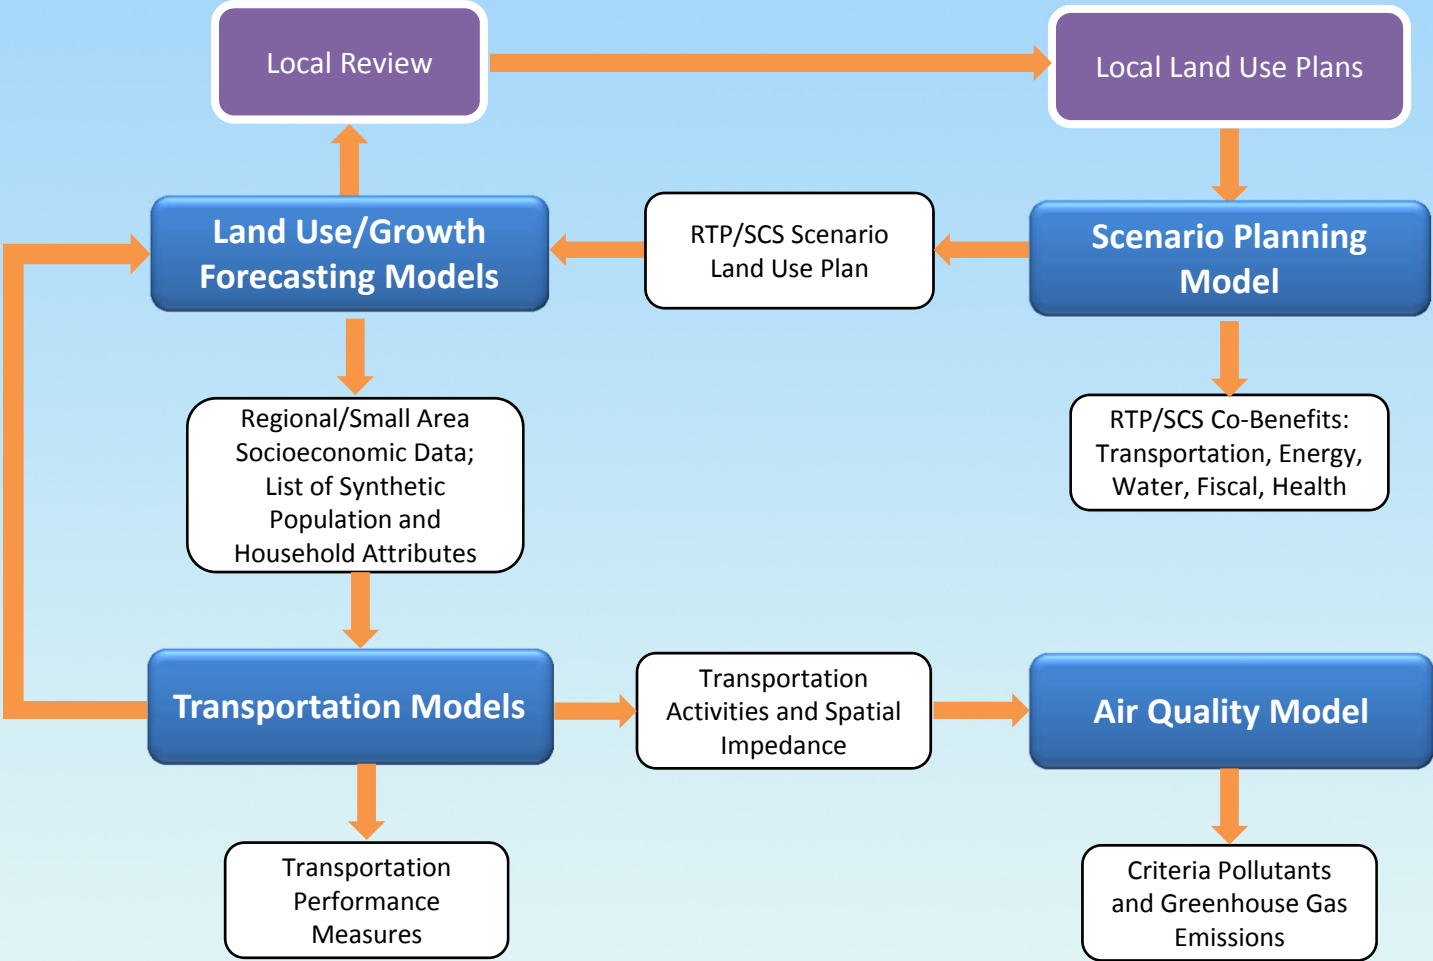 Local Review
Local Land Use Plans
Land Use/Growth
Forecasting Models
RTP/SCS Scenario
Land Use Plan
Scenario Planning
Model
Regional/Small Area
Socioeconomic Data;
List of Synthetic
Population and
Household Attributes
RTP/SCS Co-Benefits:
Transportation, Energy,
Water, Fiscal, Health
Transportation Models
Transportation
Activities and Spatial
Impedance
Air Quality Model
Transportation
Performance
Measures
Criteria Pollutants
and Greenhouse Gas
Emissions